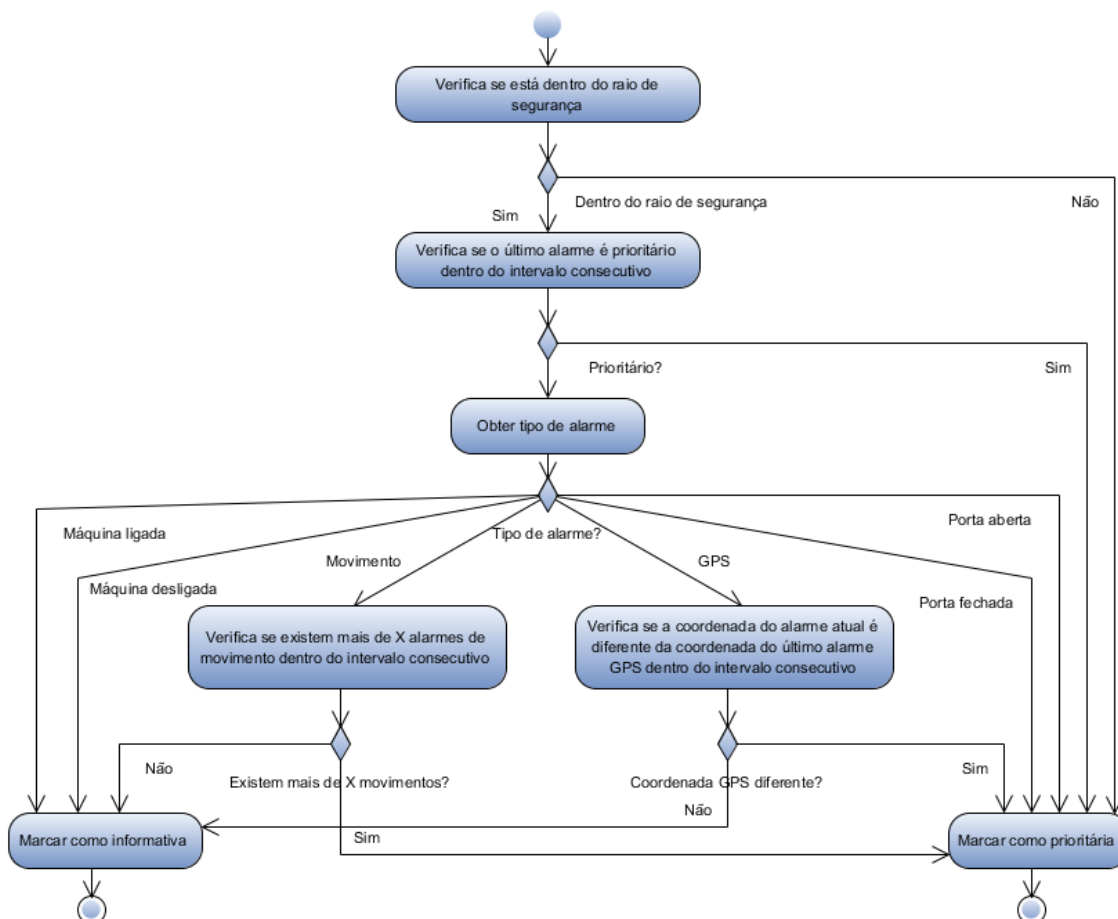 Verifica se está dentro do raio de
segurança
Dentro do raio de segurança
Não
Sim
Verifica se o último alarme é prioritário
dentro do intervalo consecutivo
Prioritário?
Sim
Obter tipo de alarme
Máquina ligada
Tipo de alarme?
Porta aberta
Movimento
GPS
Máquina desligada
Porta fechada
Verifica se existem mais de X alarmes de
movimento dentro do intervalo consecutivo
Verifica se a coordenada do alarme atual é
diferente da coordenada do último alarme
GPS dentro do intervalo consecutivo
Não
Existem mais de X movimentos?
Coordenada GPS diferente?
Sim
Não
Sim
Marcar como informativa
Marcar como prioritária